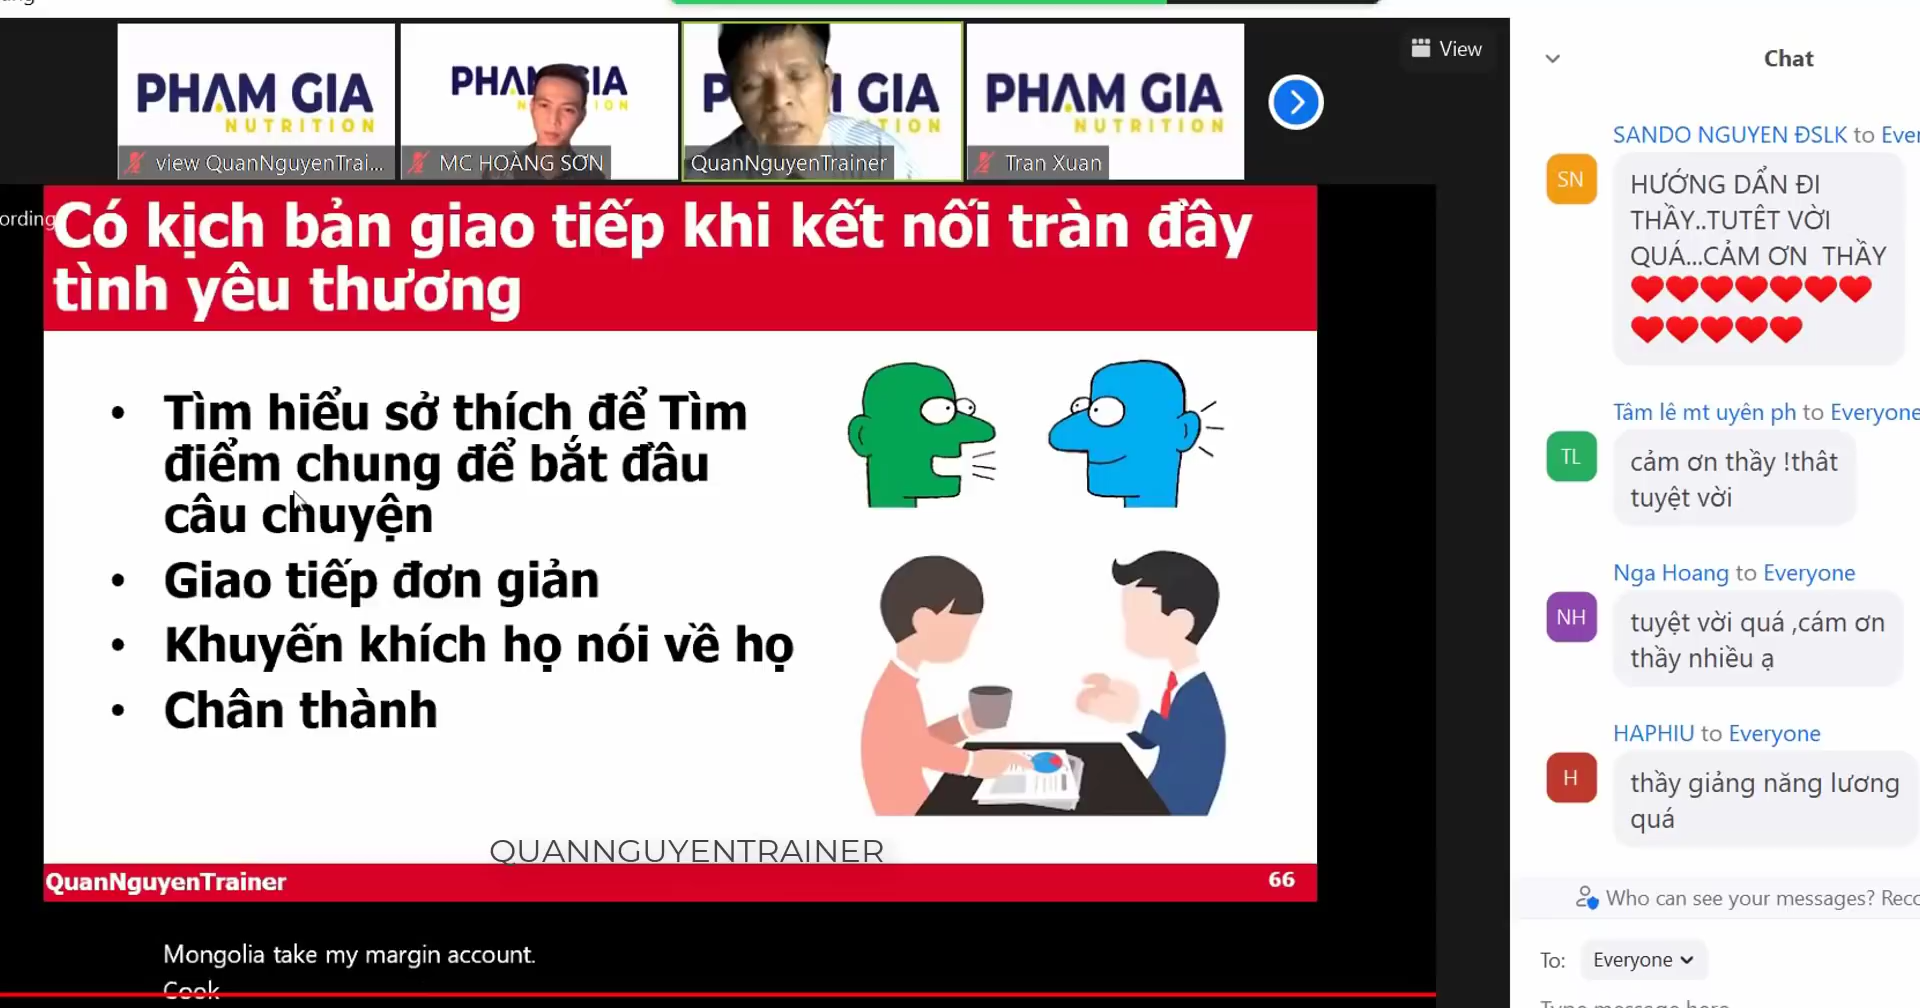 View
PHAM GIA
NUTRITION
view QuanNguyenTrai...
MC HOÀNG SƠN
QuanNguyenTrainer
PHAM GIA
NUTRITION
Tran Xuan
Có kịch bản giao tiếp khi kết nối tràn đầy
tình yêu thương
• Tìm hiểu sở thích để Tìm
điểm chung để bắt đầu
câu chuyện
• Giao tiếp đơn giản
• Khuyến khích họ nói về họ
• Chân thành
QUANNGUYENTRAINER
QuanNguyenTrainer
66
Mongolia take my margin account.
Cook
Chat
SANDO NGUYEN ĐSLK to
SN
HƯỚNG DẪN ĐI
THẦY..TUTÊT VỜI
QUÁ...CẢM ƠN THẦY
❤❤❤❤❤❤❤
❤❤❤❤❤
Tâm lê mt uyên ph to Everyone
TL
cảm ơn thầy !thât
tuyệt vời
Nga Hoang to Everyone
NH
tuyệt vời quá ,cám ơn
thầy nhiều ạ
HAPHIU to Everyone
H
thầy giảng năng lương
quá
Who can see your messages?
To: Everyone